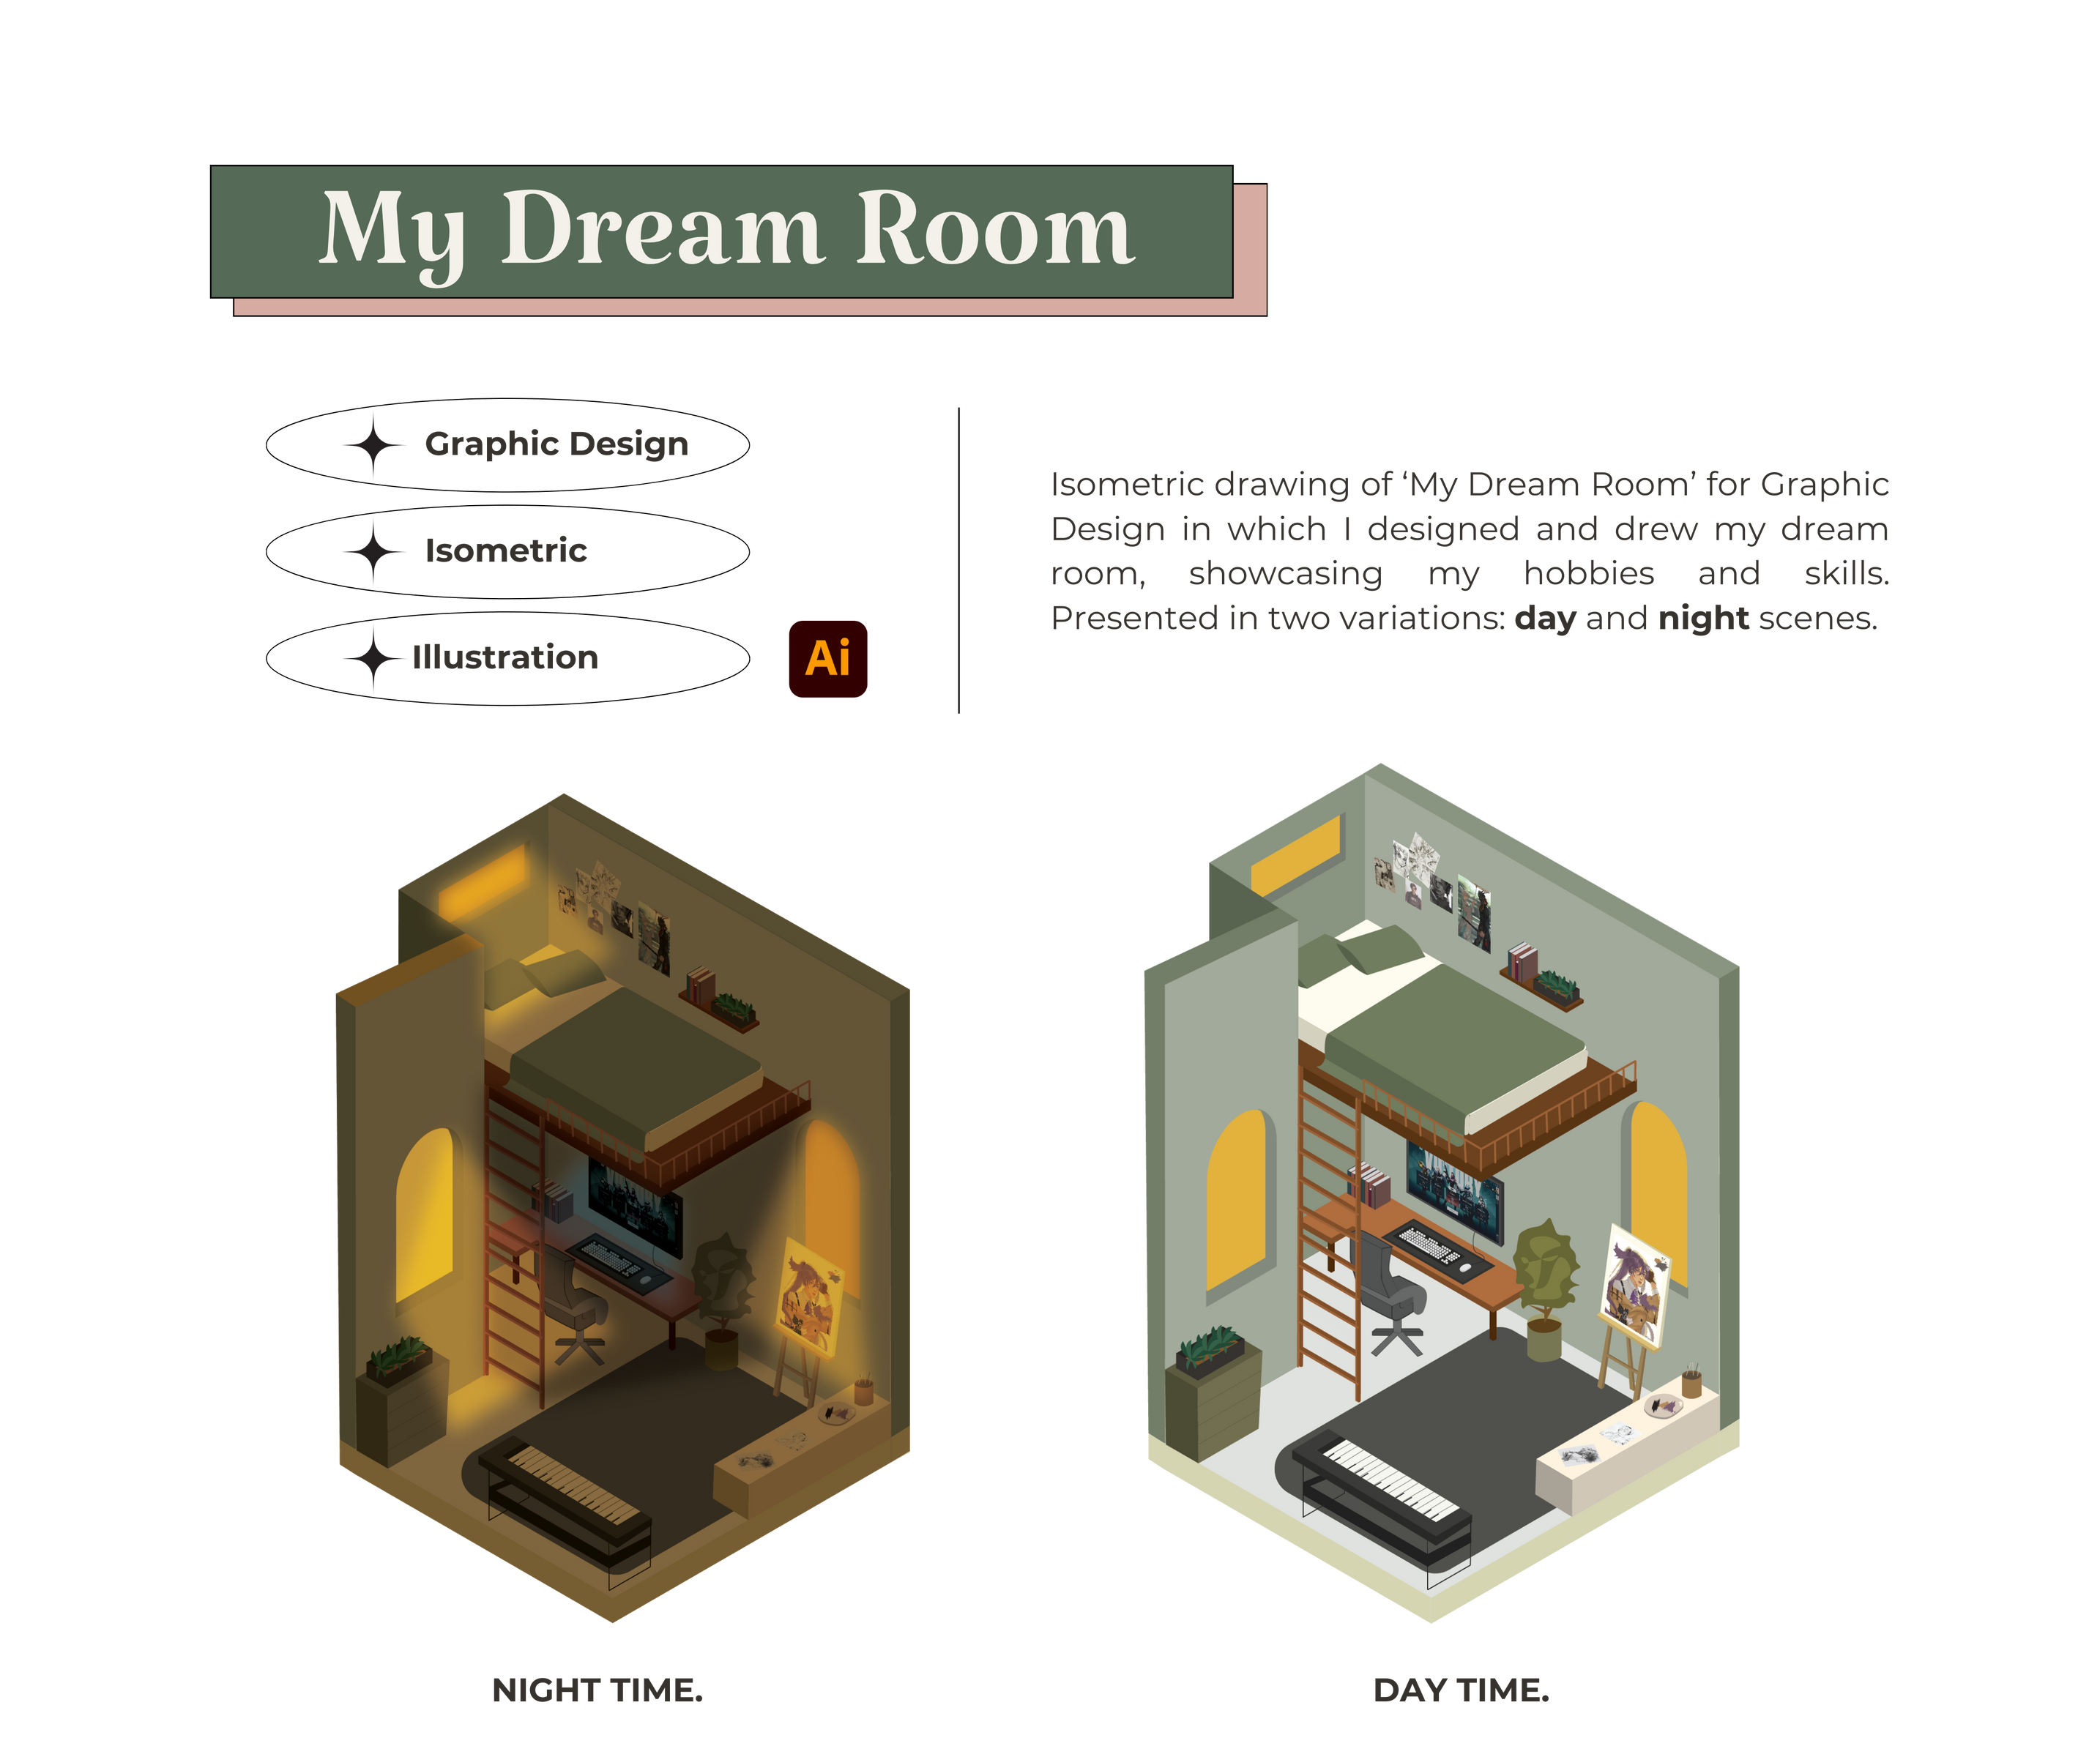 My Dream Room
Graphic Design
Isometric
Illustration
Ai
Isometric drawing of ‘My Dream Room’ for Graphic
Design in which I designed and drew my dream
room, showcasing my hobbies and skills.
Presented in two variations: day and night scenes.
NIGHT TIME.
DAY TIME.